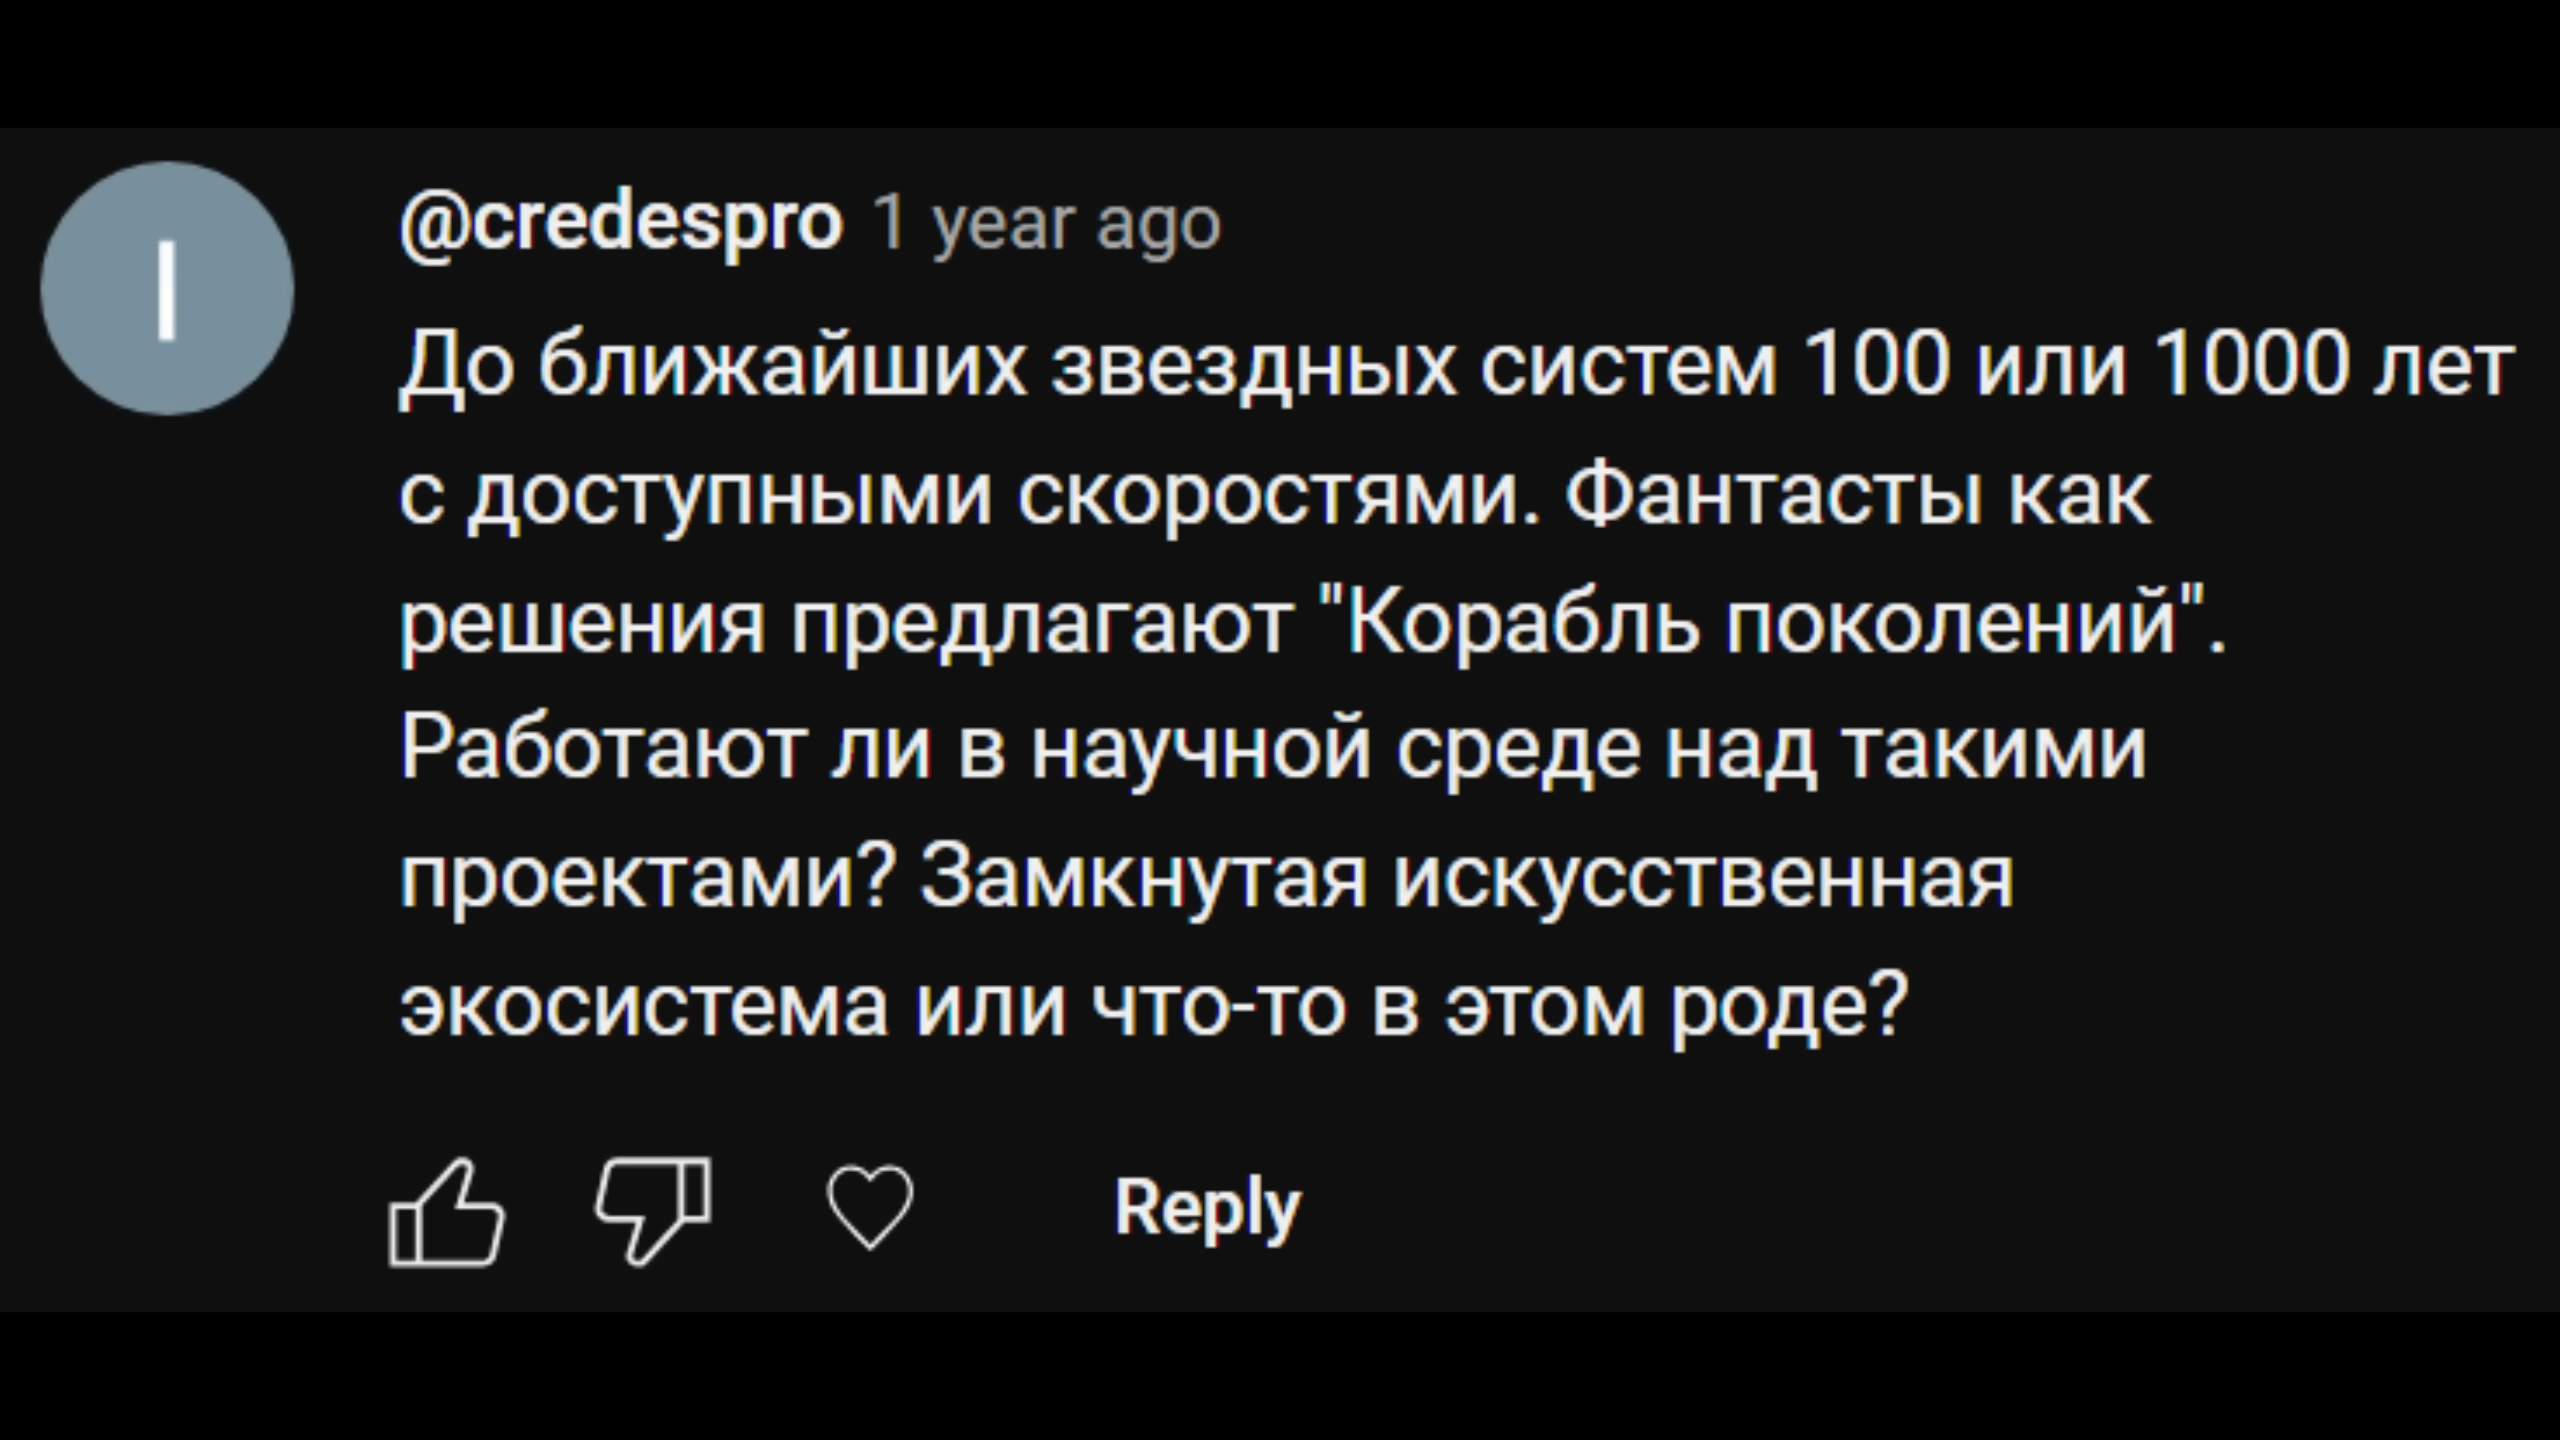 I
@credespro 1 year ago
До ближайших звездных систем 100 или 1000 лет
с доступными скоростями. Фантасты как
решения предлагают "Корабль поколений".
Работают ли в научной среде над такими
проектами? Замкнутая искусственная
экосистема или что-то в этом роде?
Reply